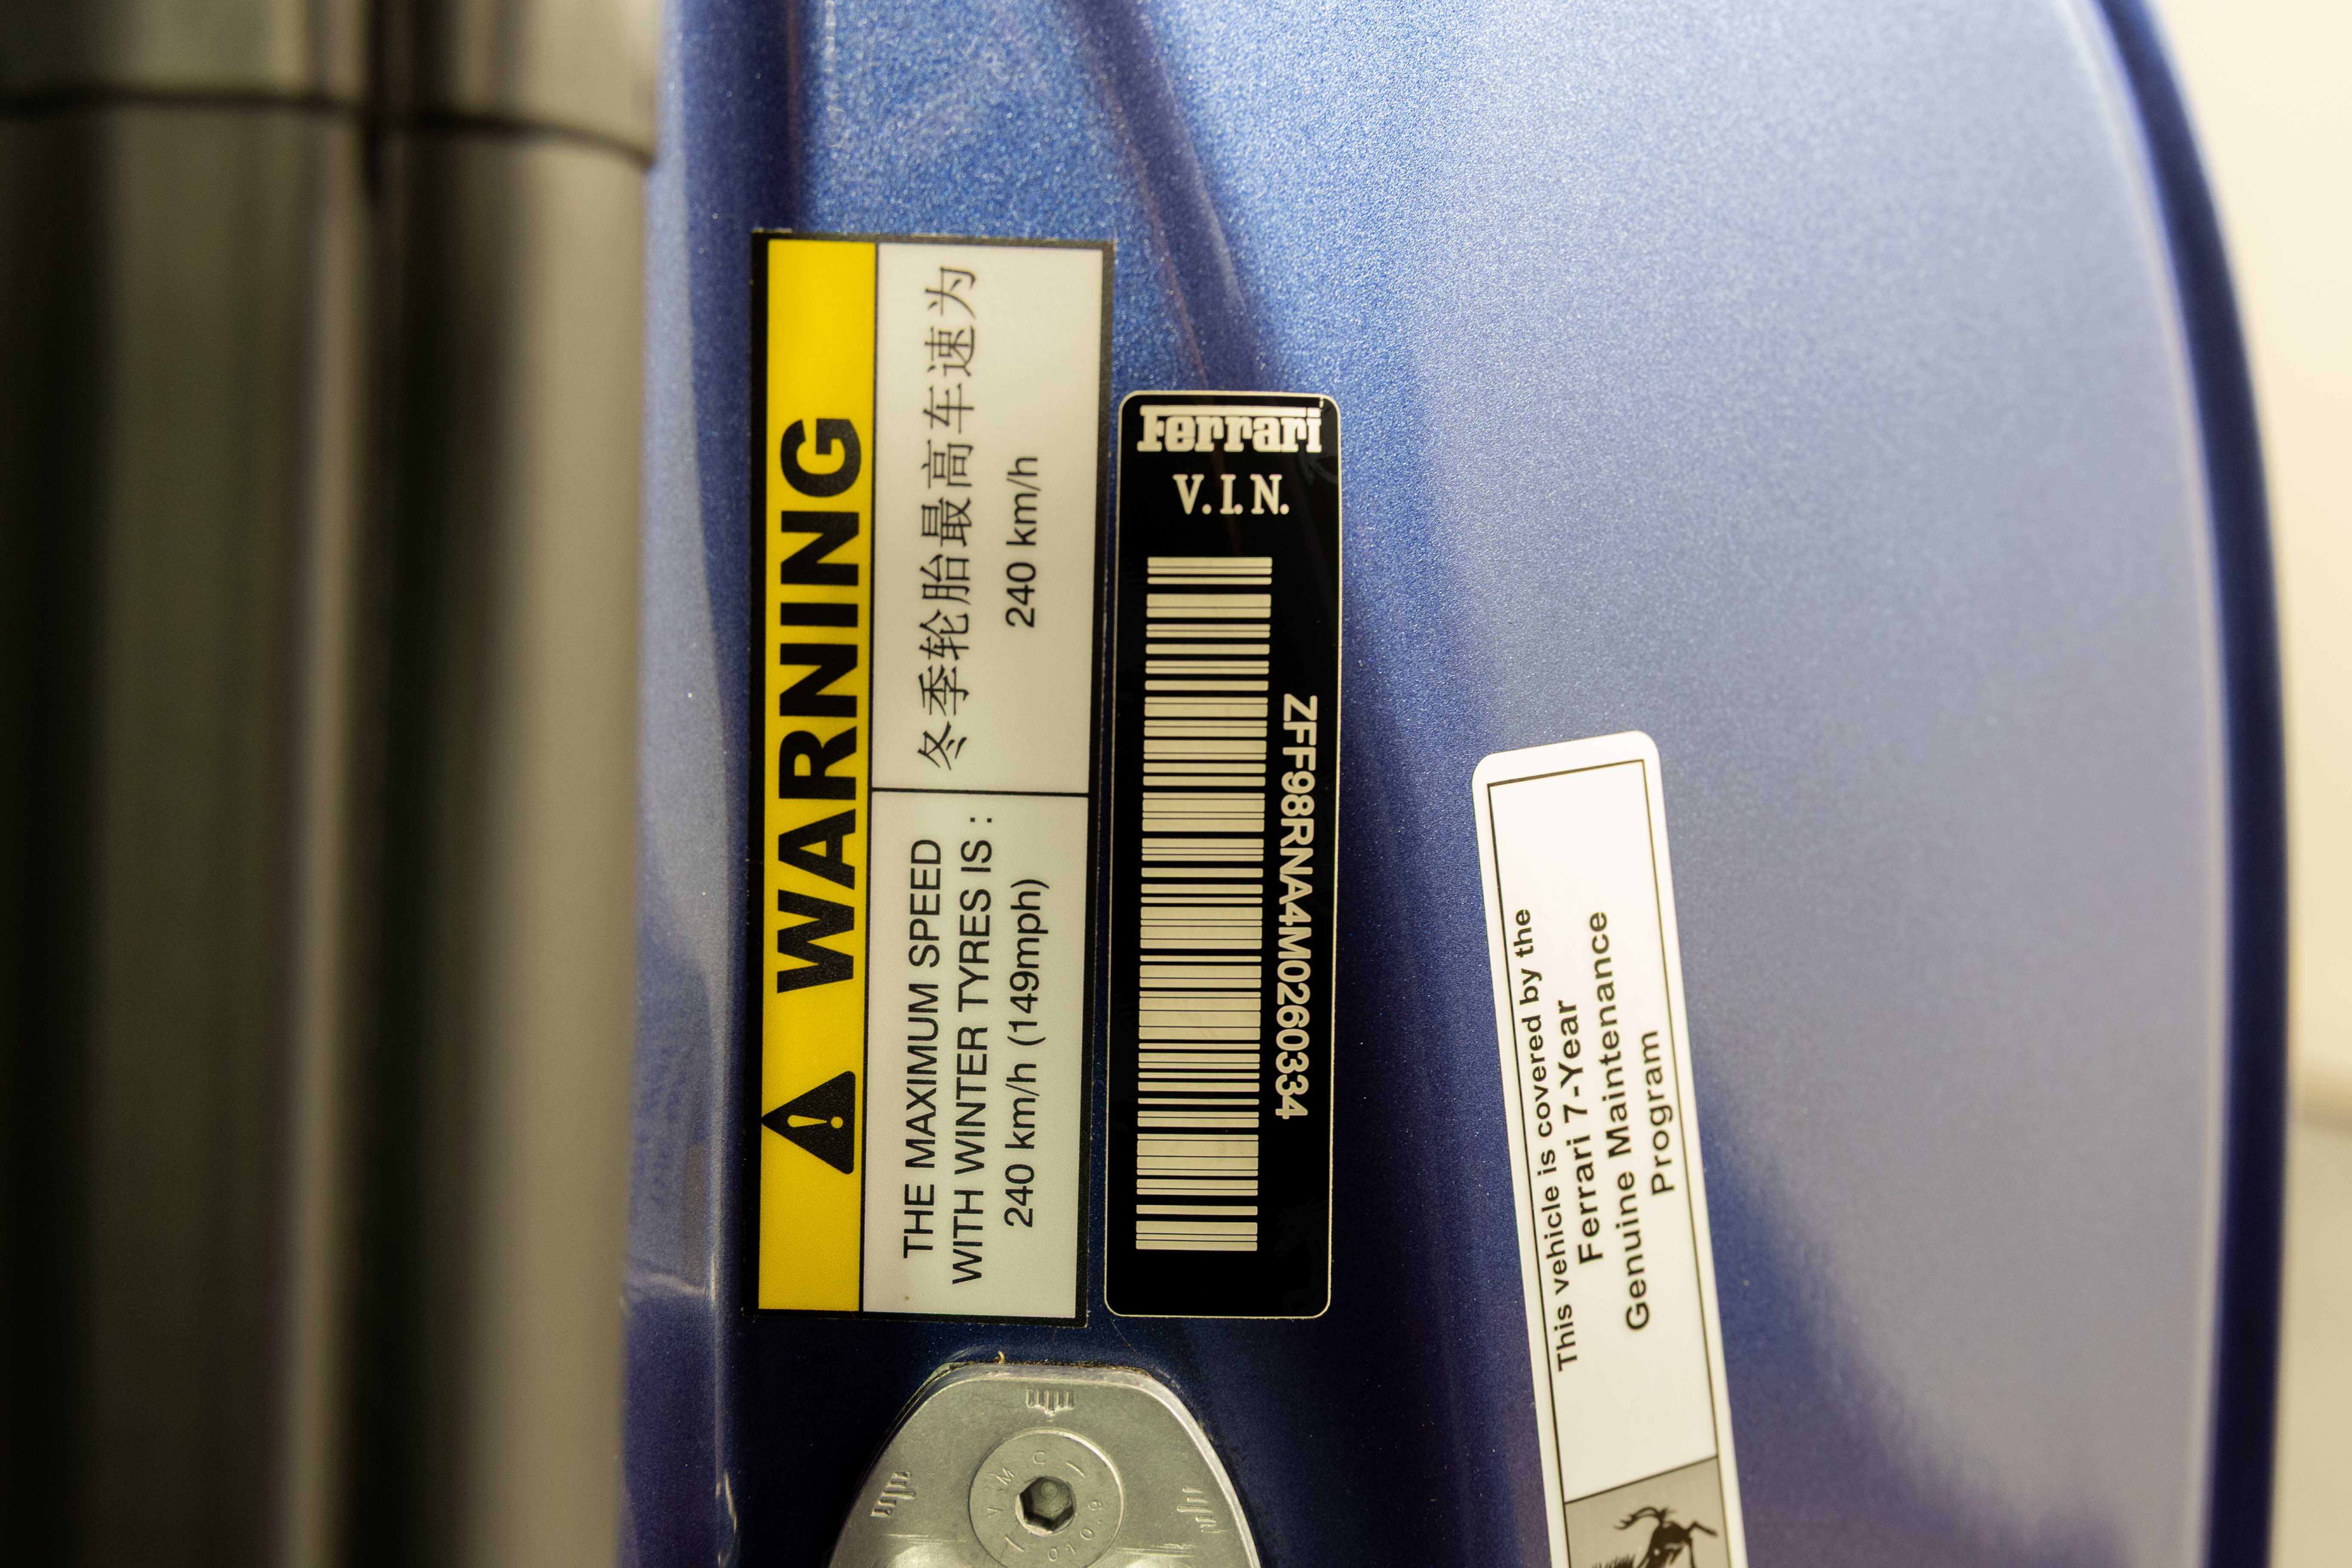 WARNING
冬季轮胎最高车速为
240 km/h
THE MAXIMUM SPEED
WITH WINTER TYRES IS :
240 km/h (149mph)
Ferrari
V.I.N.
ZFF98RNA4M0260334
This vehicle is covered by the
Ferrari 7-Year
Genuine Maintenance
Program